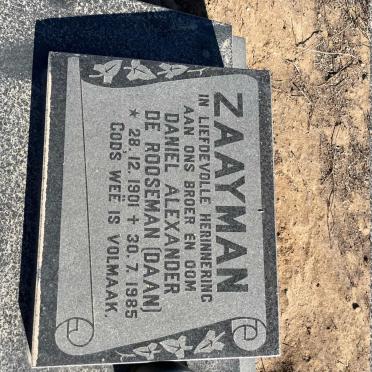 ZAAYMAN
IN LIEFDEVOLLE HERINNERING
AAN ONS BROER EN OOM
DANIEL ALEXANDER
DE ROOSEMAN (DAAN)
* 28.12.1901 + 30.7.1985
GOD'S WEË IS VOLMAAK.